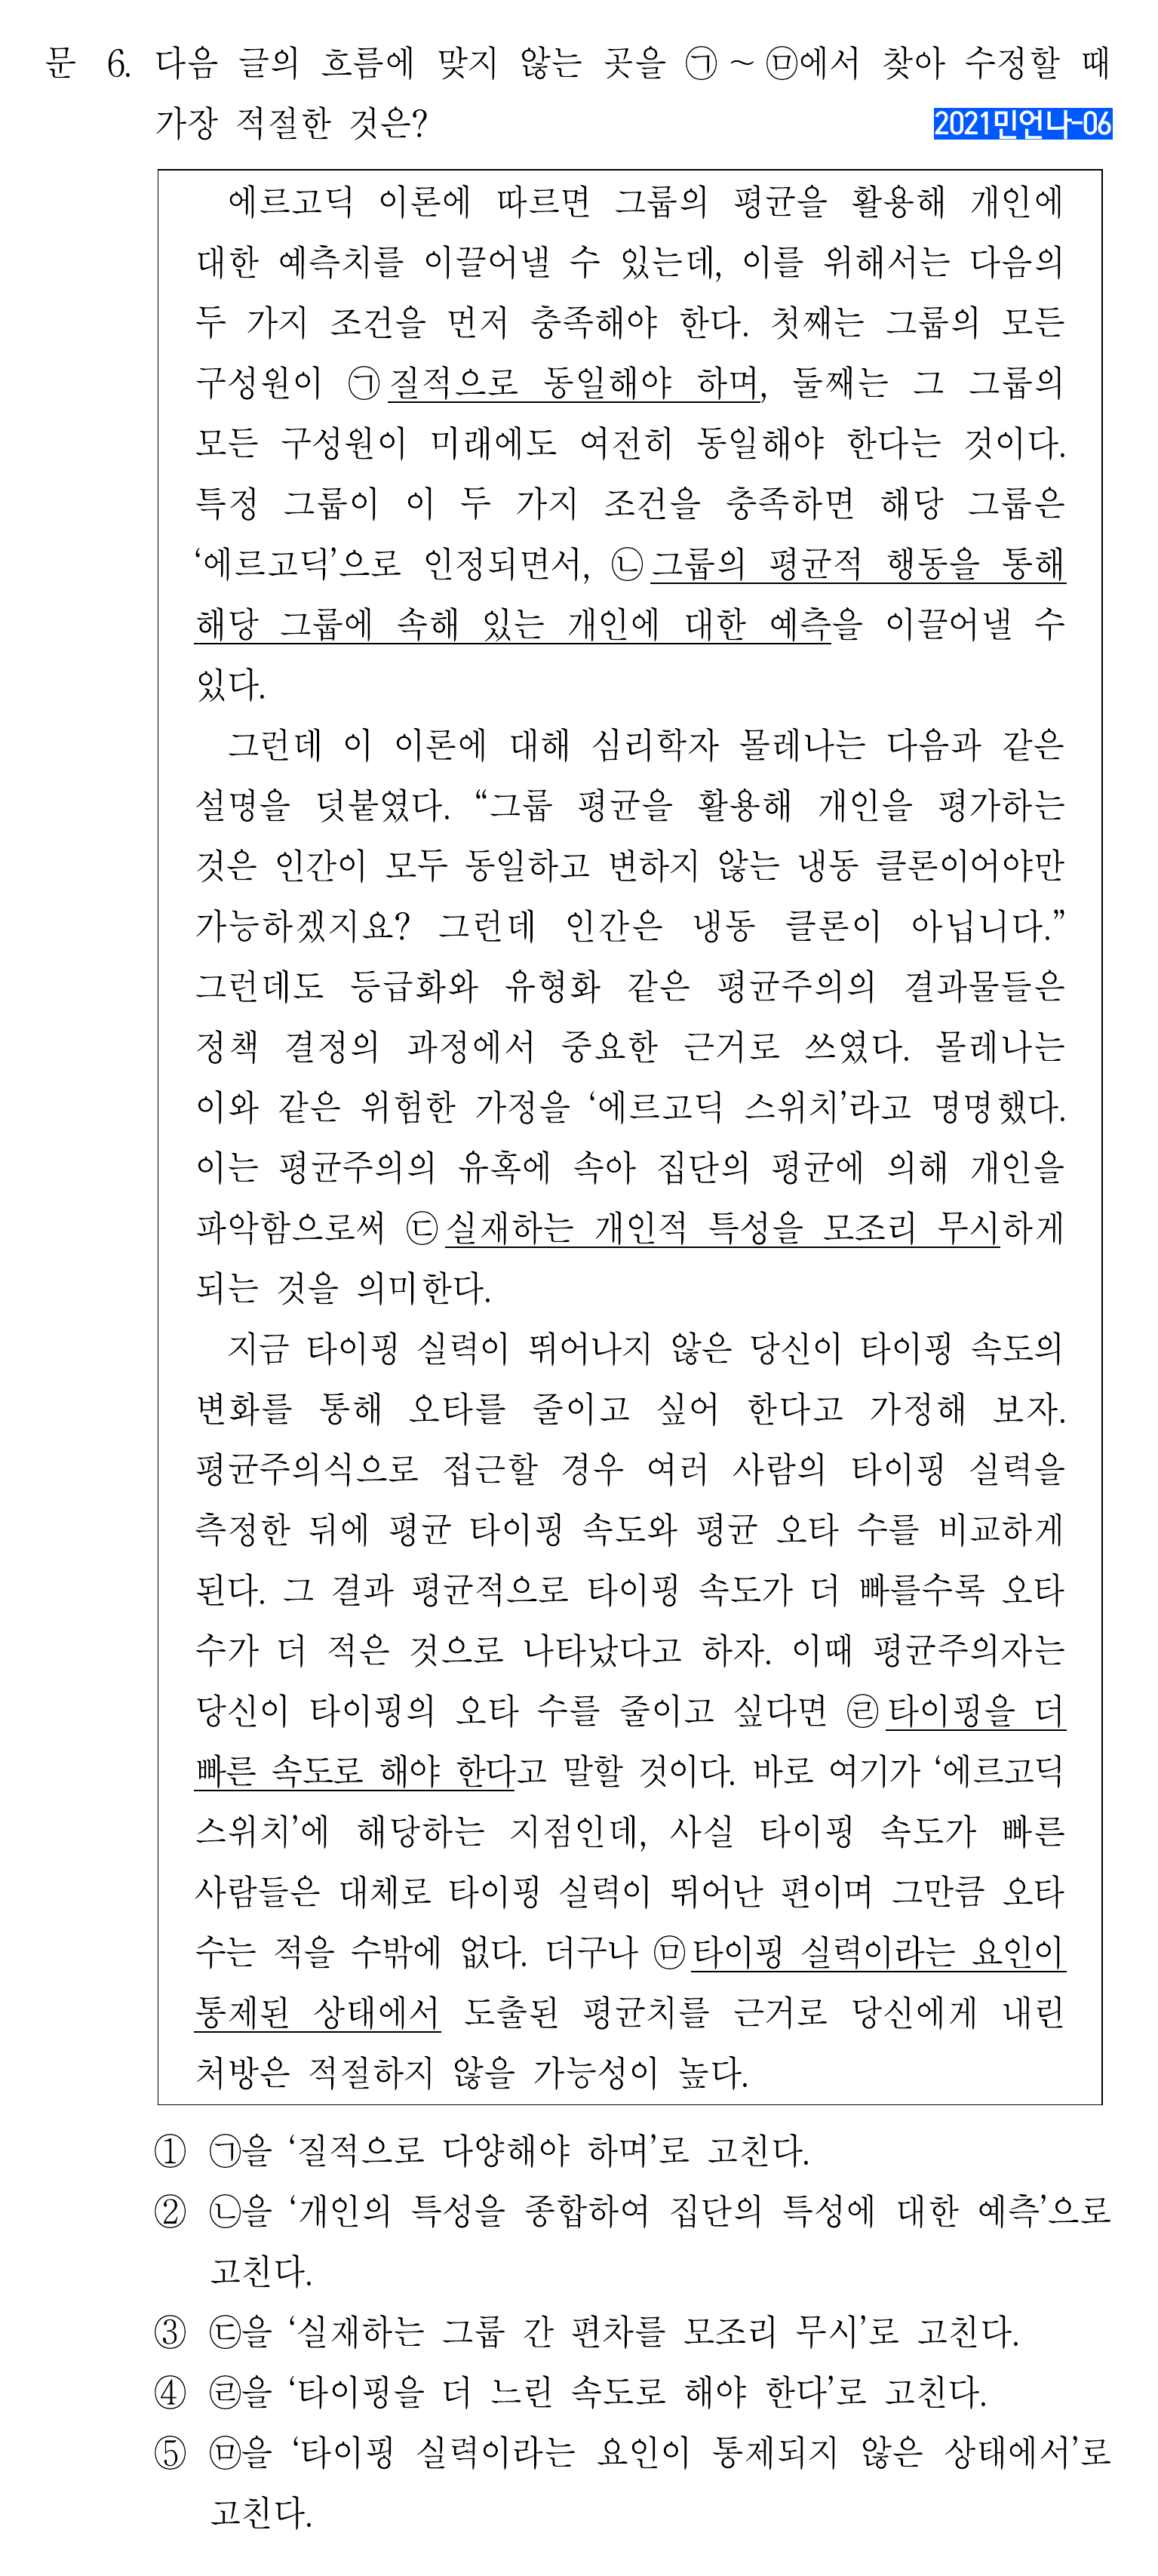 문 6. 다음 글의 흐름에 맞지 않는 곳을 ㉠~㉤에서 찾아 수정할 때
가장 적절한 것은?
2021민언나-06
에르고딕 이론에 따르면 그룹의 평균을 활용해 개인에
대한 예측치를 이끌어낼 수 있는데, 이를 위해서는 다음의
두 가지 조건을 먼저 충족해야 한다. 첫째는 그룹의 모든
구성원이 ㉠질적으로 동일해야 하며, 둘째는 그 그룹의
모든 구성원이 미래에도 여전히 동일해야 한다는 것이다.
특정 그룹이 이 두 가지 조건을 충족하면 해당 그룹은
‘에르고딕’으로 인정되면서, ㉡그룹의 평균적 행동을 통해
해당 그룹에 속해 있는 개인에 대한 예측을 이끌어낼 수
있다.
그런데 이 이론에 대해 심리학자 몰레나는 다음과 같은
설명을 덧붙였다. “그룹 평균을 활용해 개인을 평가하는
것은 인간이 모두 동일하고 변하지 않는 냉동 클론이어야만
가능하겠지요? 그런데 인간은 냉동 클론이 아닙니다.”
그런데도 등급화와 유형화 같은 평균주의의 결과물들은
정책 결정의 과정에서 중요한 근거로 쓰였다. 몰레나는
이와 같은 위험한 가정을 ‘에르고딕 스위치’라고 명명했다.
이는 평균주의의 유혹에 속아 집단의 평균에 의해 개인을
파악함으로써 ㉢실재하는 개인적 특성을 모조리 무시하게
되는 것을 의미한다.
지금 타이핑 실력이 뛰어나지 않은 당신이 타이핑 속도의
변화를 통해 오타를 줄이고 싶어 한다고 가정해 보자.
평균주의식으로 접근할 경우 여러 사람의 타이핑 실력을
측정한 뒤에 평균 타이핑 속도와 평균 오타 수를 비교하게
된다. 그 결과 평균적으로 타이핑 속도가 더 빠를수록 오타
수가 더 적은 것으로 나타났다고 하자. 이때 평균주의자는
당신이 타이핑의 오타 수를 줄이고 싶다면 ㉣타이핑을 더
빠른 속도로 해야 한다고 말할 것이다. 바로 여기가 ‘에르고딕
스위치’에 해당하는 지점인데, 사실 타이핑 속도가 빠른
사람들은 대체로 타이핑 실력이 뛰어난 편이며 그만큼 오타
수는 적을 수밖에 없다. 더구나 ㉤타이핑 실력이라는 요인이
통제된 상태에서 도출된 평균치를 근거로 당신에게 내린
처방은 적절하지 않을 가능성이 높다.
① ㉠을 ‘질적으로 다양해야 하며’로 고친다.
② ㉡을 ‘개인의 특성을 종합하여 집단의 특성에 대한 예측’으로
고친다.
③ ㉢을 ‘실재하는 그룹 간 편차를 모조리 무시’로 고친다.
④ ㉣을 ‘타이핑을 더 느린 속도로 해야 한다’로 고친다.
⑤ ㉤을 ‘타이핑 실력이라는 요인이 통제되지 않은 상태에서’로
고친다.